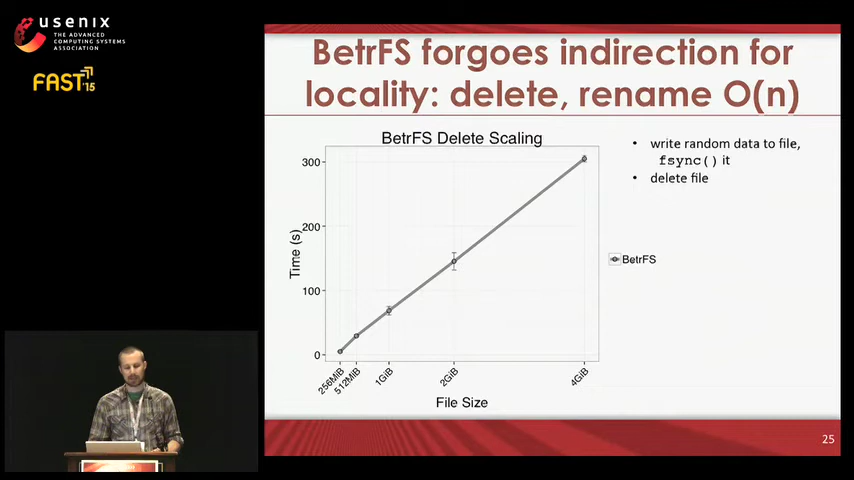 usenix
THE ADVANCED
COMPUTING SYSTEMS
ASSOCIATION
FAST'15
BetrFS forgoes indirection for
locality: delete, rename O(n)
BetrFS Delete Scaling
• write random data to file,
fsync() it
• delete file
300
200
100
0
Time (s)
BetrFS
256MiB
512MiB
1GiB
2GiB
4GiB
File Size
25